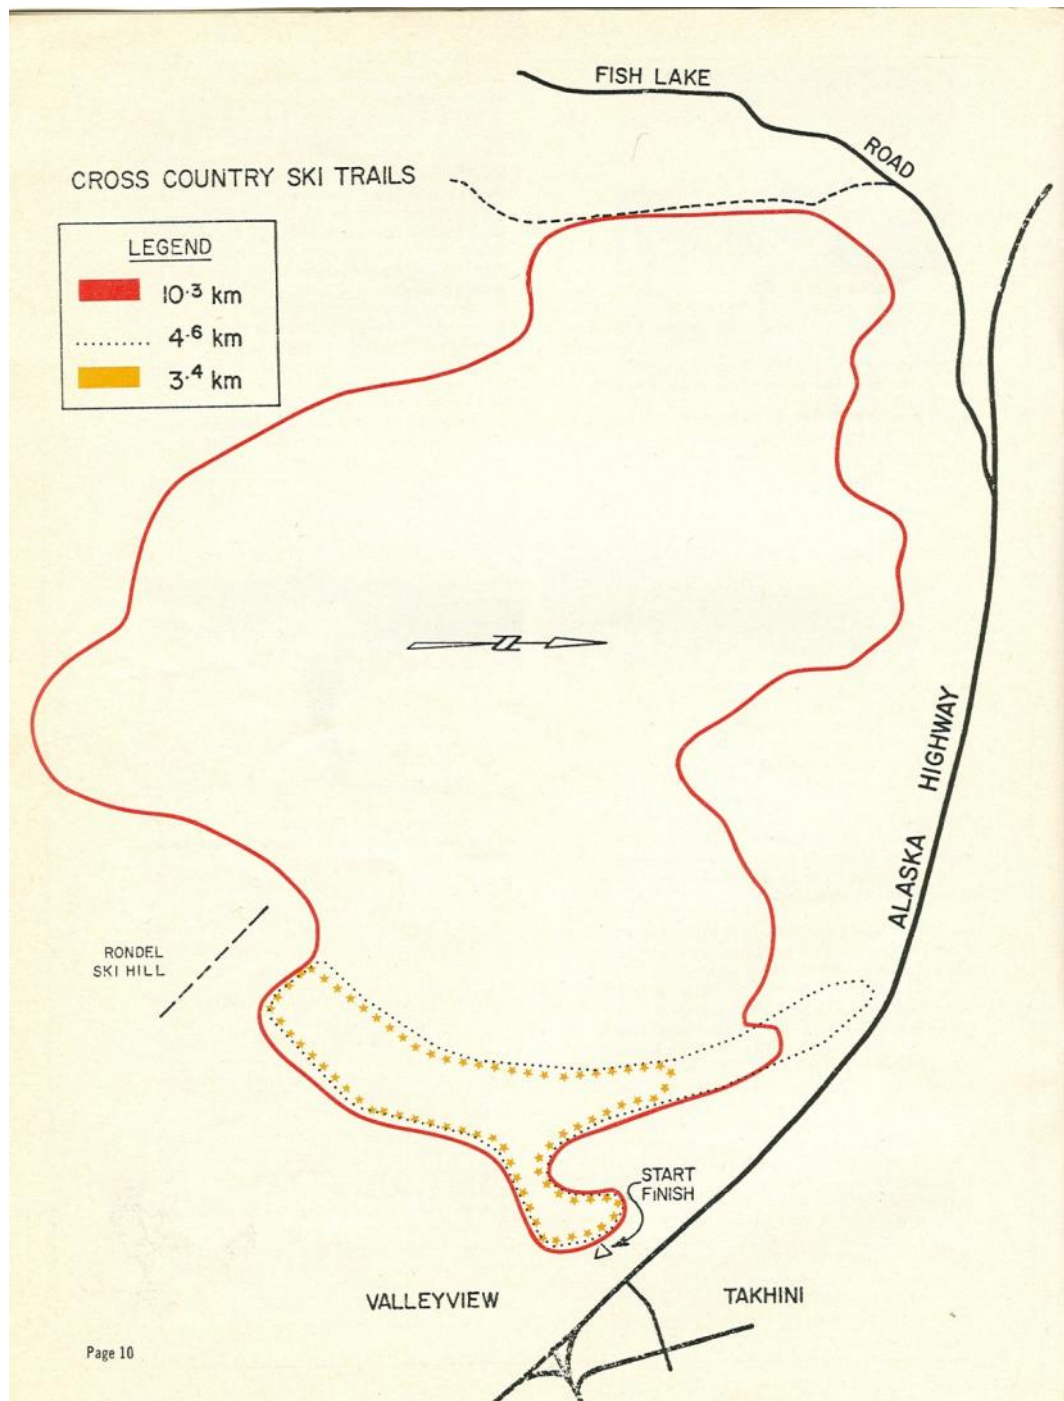 FISH LAKE
ROAD
CROSS COUNTRY SKI TRAILS
LEGEND
10.3 km
4.6 km
3.4 km
N
ALASKA HIGHWAY
RONDEL
SKI HILL
START
FINISH
VALLEYVIEW
TAKHINI
Page 10